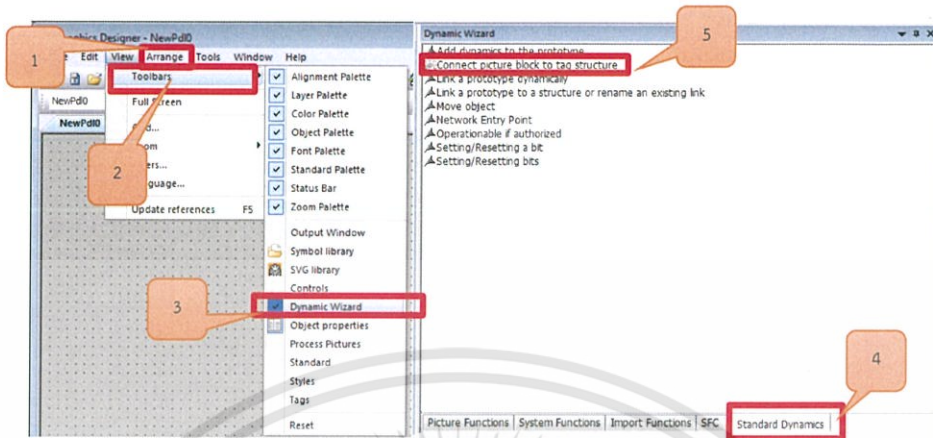 Graphics Designer - NewPdl0
Edit View Arrange Tools Window Help
1
NewPdl0
NewPdl0
Toolbars
Full Screen
Update references F5
2
Alignment Palette
Layer Palette
Color Palette
Object Palette
Font Palette
Standard Palette
Status Bar
Zoom Palette
Output Window
Symbol library
SVG library
Controls
Dynamic Wizard
Object properties
Process Pictures
Standard
Styles
Tags
Reset
3
Dynamic Wizard
Add dynamics to the prototype
Connect picture block to tag structure
Link a prototype dynamically
Link a prototype to a structure or rename an existing link
Move object
Network Entry Point
Operationable if authorized
Setting/Resetting a bit
Setting/Resetting bits
5
4
Picture Functions System Functions Import Functions SFC Standard Dynamics